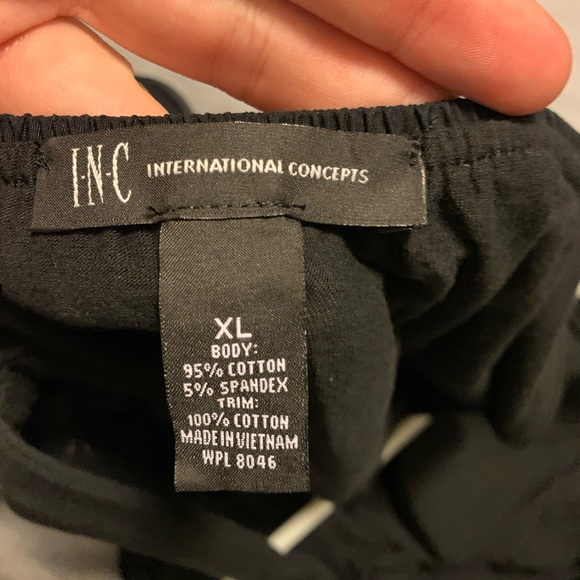 I·N·C INTERNATIONAL CONCEPTS
XL
BODY:
95% COTTON
5% SPANDEX
TRIM:
100% COTTON
MADE IN VIETNAM
WPL 8046